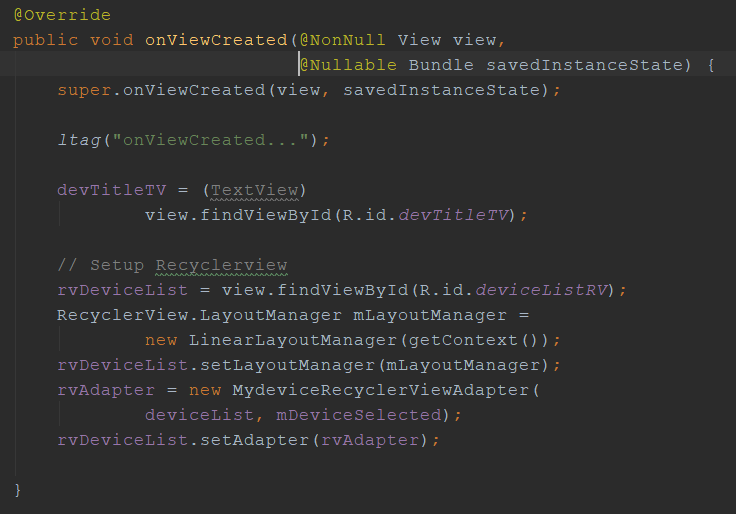 @Override
public void onViewCreated(@NonNull View view,
@Nullable Bundle savedInstanceState) {
super.onViewCreated(view, savedInstanceState);
ltag("onViewCreated...");
devTitleTV = (TextView)
view.findViewById(R.id.devTitleTV);
// Setup Recyclerview
rvDeviceList = view.findViewById(R.id.deviceListRV);
RecyclerView.LayoutManager mLayoutManager =
new LinearLayoutManager(getContext());
rvDeviceList.setLayoutManager(mLayoutManager);
rvAdapter = new MydeviceRecyclerViewAdapter(
deviceList, mDeviceSelected);
rvDeviceList.setAdapter(rvAdapter);
}